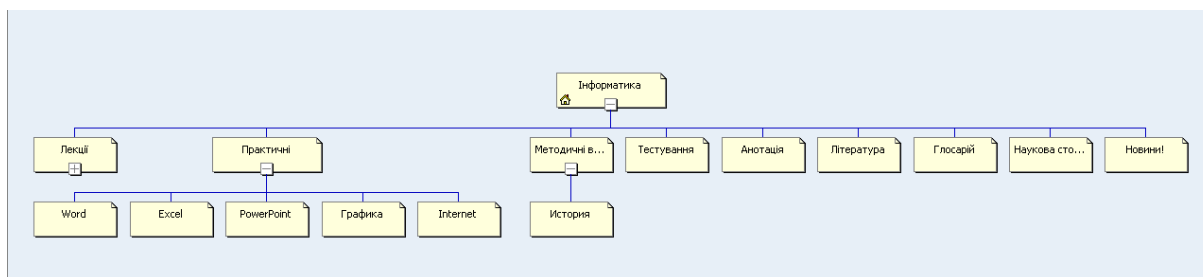 Інформатика
Лекції
Практичні
Методичні в...
Тестування
Анотація
Література
Глосарій
Наукова сто...
Новини!
Word
Excel
PowerPoint
Графика
Internet
История